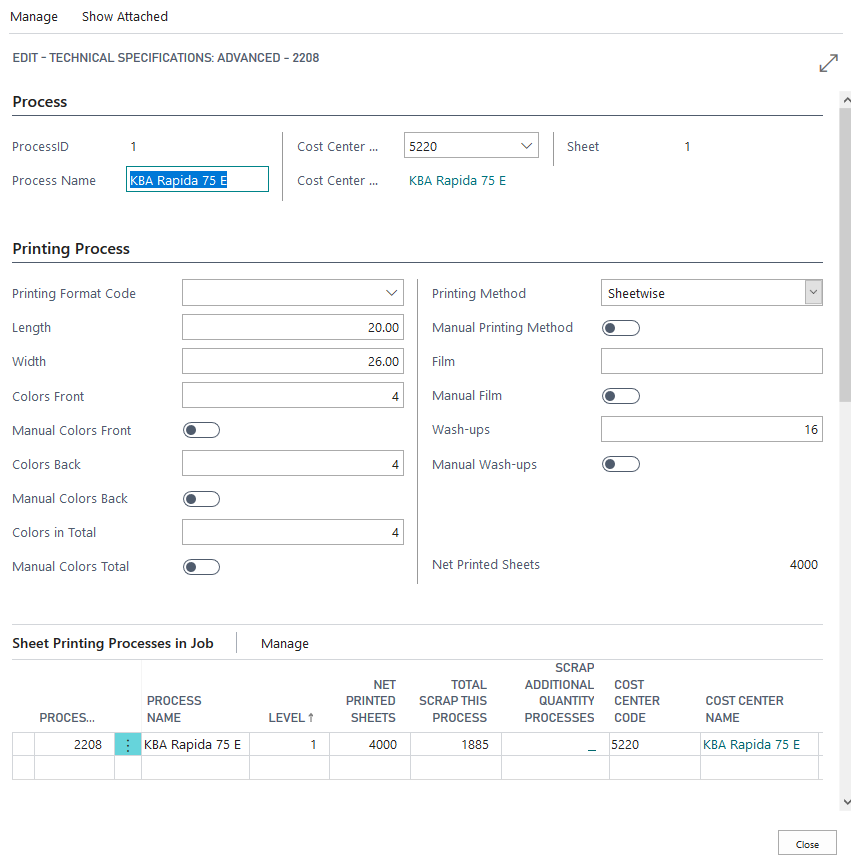 Manage Show Attached
EDIT - TECHNICAL SPECIFICATIONS: ADVANCED - 2208
Process
ProcessID 1 Cost Center ... 5220 Sheet 1
Process Name KBA Rapida 75 E Cost Center ... KBA Rapida 75 E
Printing Process
Printing Format Code Printing Method Sheetwise
Length 20.00 Manual Printing Method
Width 26.00 Film
Colors Front 4 Manual Film
Manual Colors Front Wash-ups 16
Colors Back 4 Manual Wash-ups
Manual Colors Back
Colors in Total 4
Manual Colors Total Net Printed Sheets 4000
Sheet Printing Processes in Job Manage
PROCES... PROCESS NAME LEVEL↑ NET PRINTED SHEETS TOTAL SCRAP THIS PROCESS SCRAP ADDITIONAL QUANTITY PROCESSES COST CENTER CODE COST CENTER NAME
2208 KBA Rapida 75 E 1 4000 1885 _ 5220 KBA Rapida 75 E
Close